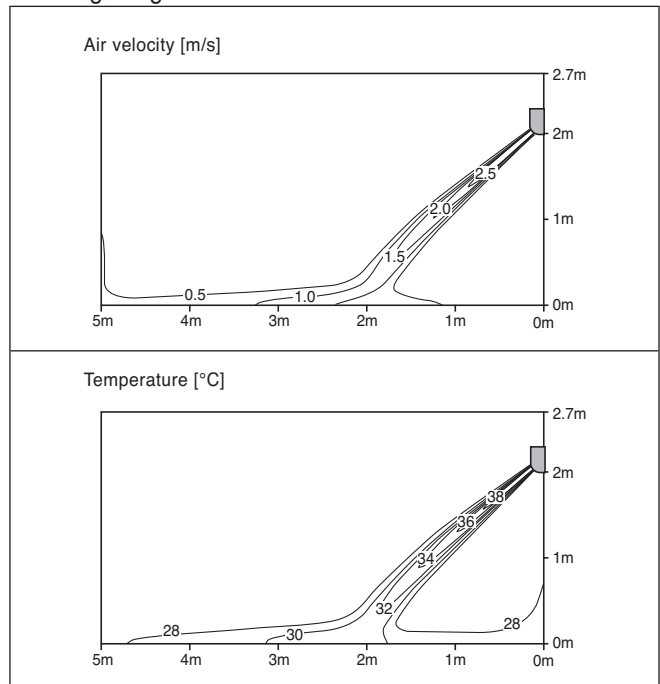 Air velocity [m/s]
2.7m
2m
2.5
2.0
1m
1.5
0.5
1.0
0m
5m 4m 3m 2m 1m 0m
Temperature [°C]
2.7m
2m
38
36
34
1m
32
28
30
28
0m
5m 4m 3m 2m 1m 0m